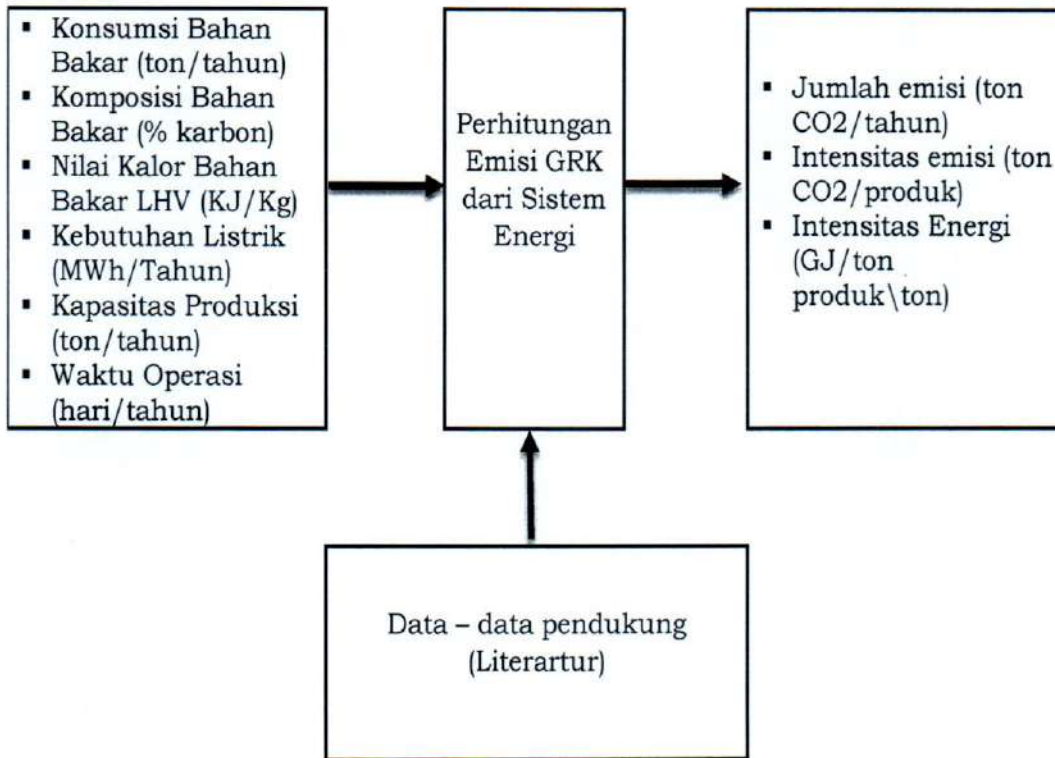 ▪ Konsumsi Bahan
Bakar (ton/tahun)
▪ Komposisi Bahan
Bakar (% karbon)
▪ Nilai Kalor Bahan
Bakar LHV (KJ/Kg)
▪ Kebutuhan Listrik
(MWh/Tahun)
▪ Kapasitas Produksi
(ton/tahun)
▪ Waktu Operasi
(hari/tahun)
Perhitungan
Emisi GRK
dari Sistem
Energi
▪ Jumlah emisi (ton
CO2/tahun)
▪ Intensitas emisi (ton
CO2/produk)
▪ Intensitas Energi
(GJ/ton
produk\ton)
Data – data pendukung
(Literartur)